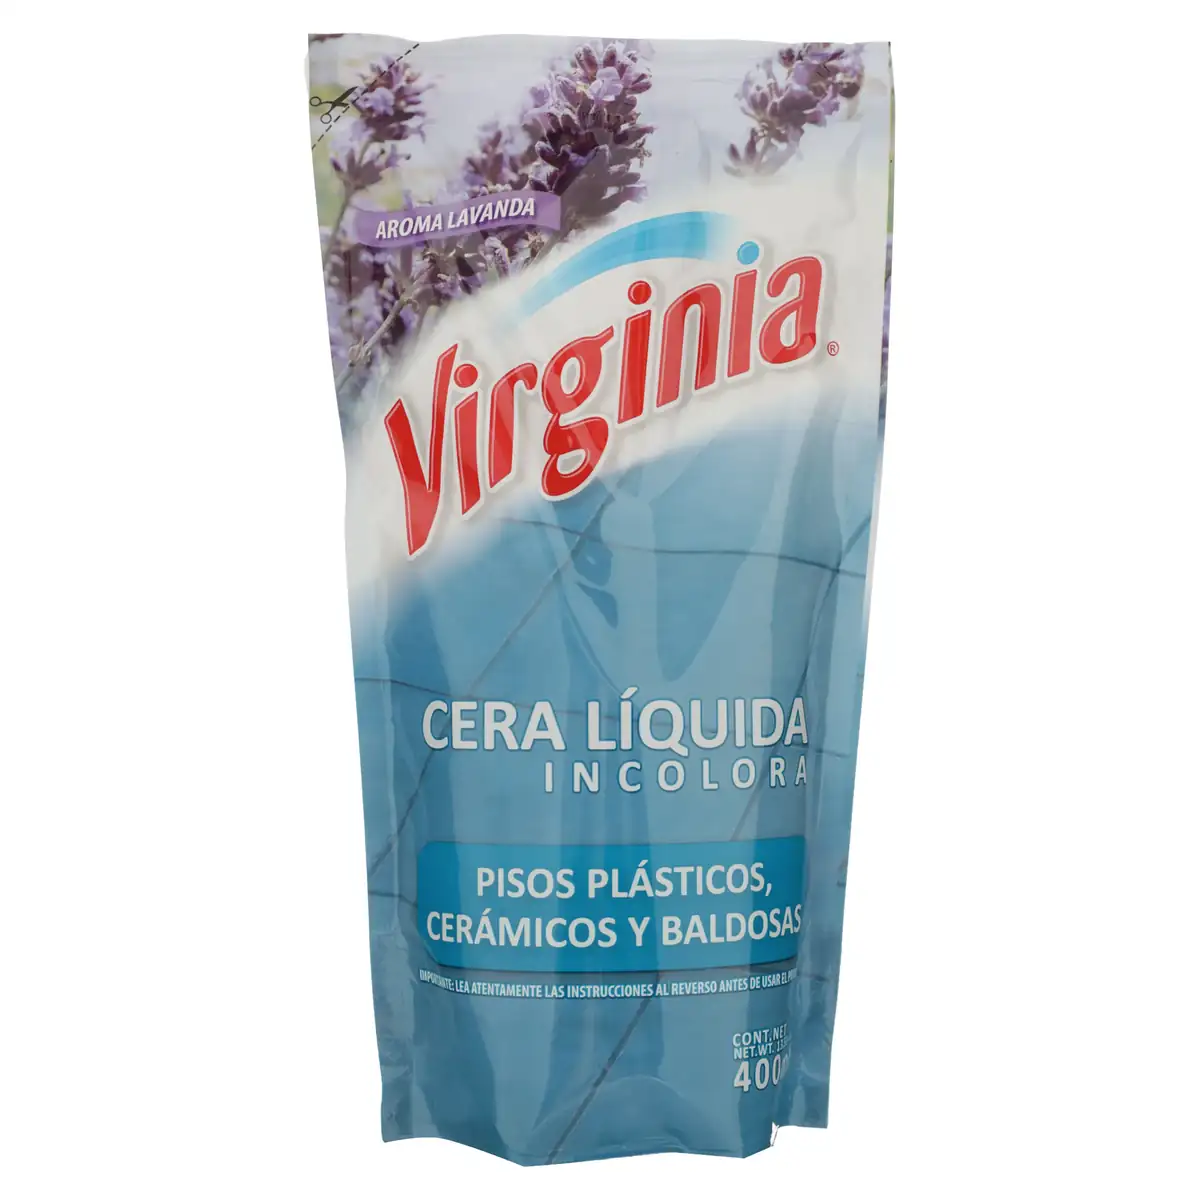 AROMA LAVANDA
Virginia®
CERA LÍQUIDA
INCOLORA
PISOS PLÁSTICOS,
CERÁMICOS Y BALDOSAS
LEA ATENTAMENTE LAS INSTRUCCIONES AL REVERSO ANTES DE USAR EL
CONT.NET
NET.WT.
400